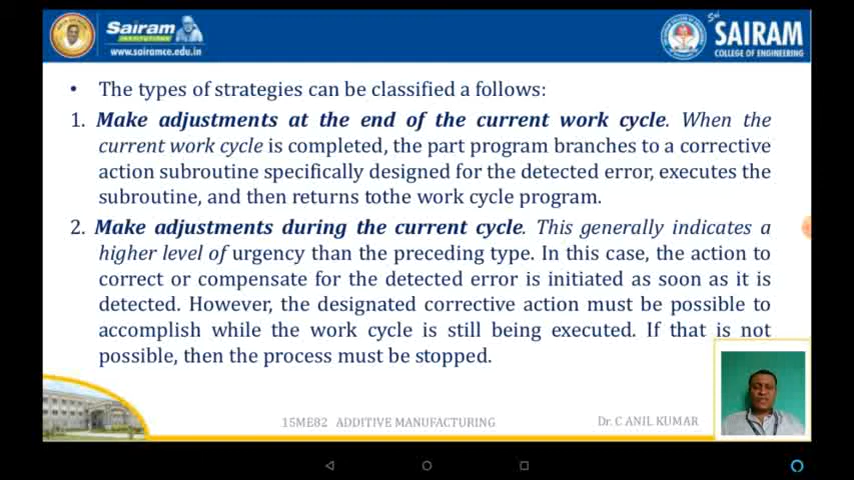 Sairam
INSTITUTIONS
www.sairamce.edu.in
Sri
SAIRAM
COLLEGE OF ENGINEERING
• The types of strategies can be classified a follows:
1. Make adjustments at the end of the current work cycle. When the
current work cycle is completed, the part program branches to a corrective
action subroutine specifically designed for the detected error, executes the
subroutine, and then returns tothe work cycle program.
2. Make adjustments during the current cycle. This generally indicates a
higher level of urgency than the preceding type. In this case, the action to
correct or compensate for the detected error is initiated as soon as it is
detected. However, the designated corrective action must be possible to
accomplish while the work cycle is still being executed. If that is not
possible, then the process must be stopped.
15ME82 ADDITIVE MANUFACTURING
Dr. C ANIL KUMAR